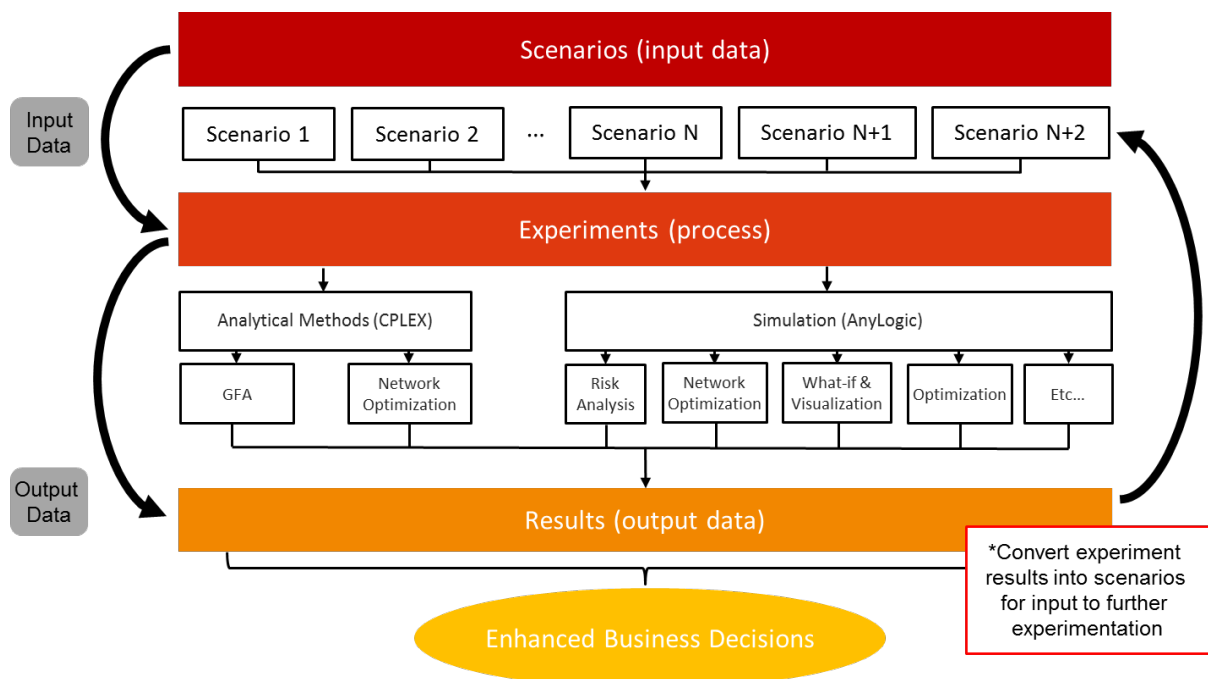 Scenarios (input data)
Input
Data
Scenario 1
Scenario 2
...
Scenario N
Scenario N+1
Scenario N+2
Experiments (process)
Analytical Methods (CPLEX)
Simulation (AnyLogic)
GFA
Network
Optimization
Risk
Analysis
Network
Optimization
What-if &
Visualization
Optimization
Etc...
Output
Data
Results (output data)
*Convert experiment
results into scenarios
for input to further
experimentation
Enhanced Business Decisions